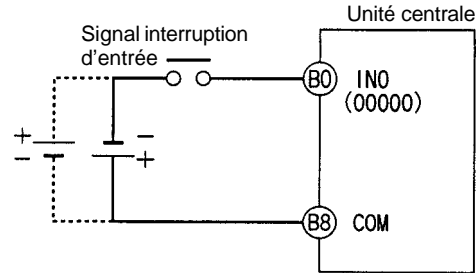 Unité centrale
Signal interruption
d'entrée
B0 IN0
(00000)
+ −
− +
B8 COM